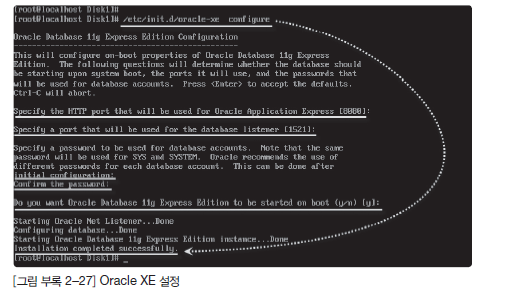 [root@localhost Disk1]#
[root@localhost Disk1]# /etc/init.d/oracle-xe configure
Oracle Database 11g Express Edition Configuration
-------------------------------------------------
This will configure on-boot properties of Oracle Database 11g Express
Edition. The following questions will determine whether the database should
be starting upon system boot, the ports it will use, and the passwords that
will be used for database accounts. Press <Enter> to accept the defaults.
Ctrl-C will abort.
Specify the HTTP port that will be used for Oracle Application Express [8080]:
Specify a port that will be used for the database listener [1521]:
Specify a password to be used for database accounts. Note that the same
password will be used for SYS and SYSTEM. Oracle recommends the use of
different passwords for each database account. This can be done after
initial configuration:
Confirm the password:
Do you want Oracle Database 11g Express Edition to be started on boot (y/n) [y]:
Starting Oracle Net Listener...Done
Configuring database...Done
Starting Oracle Database 11g Express Edition instance...Done
Installation completed successfully.
[root@localhost Disk1]# _
[그림 부록 2-27] Oracle XE 설정